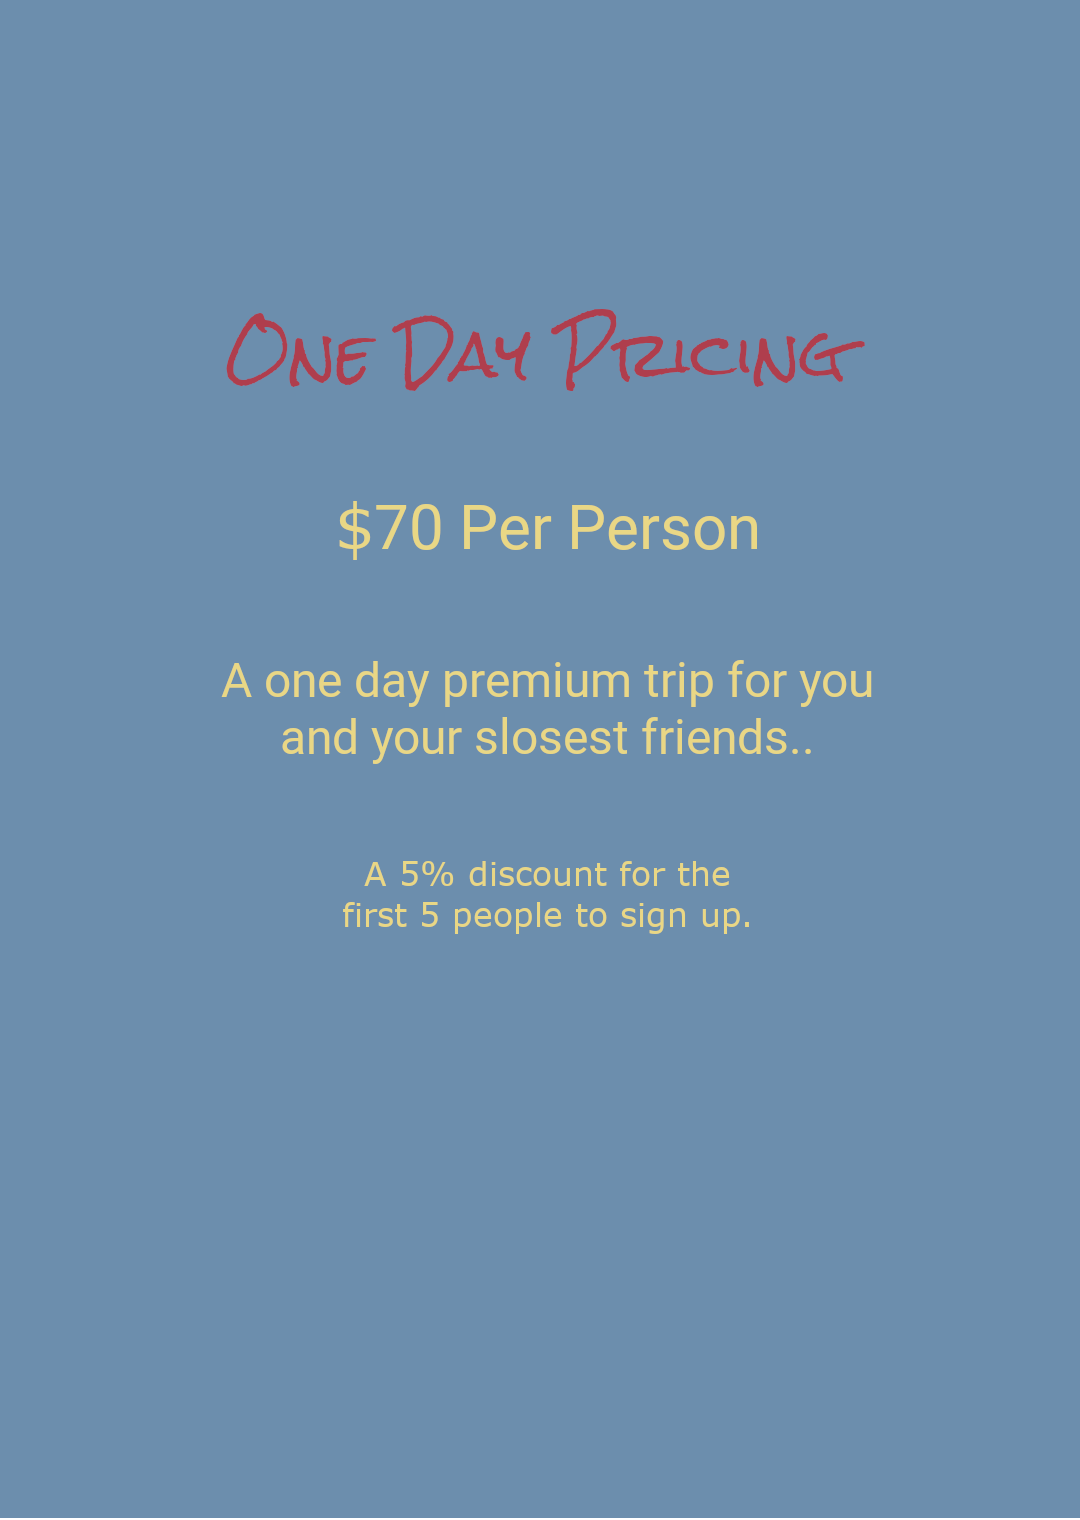 One Day Pricing
$70 Per Person
A one day premium trip for you
and your slosest friends..
A 5% discount for the
first 5 people to sign up.